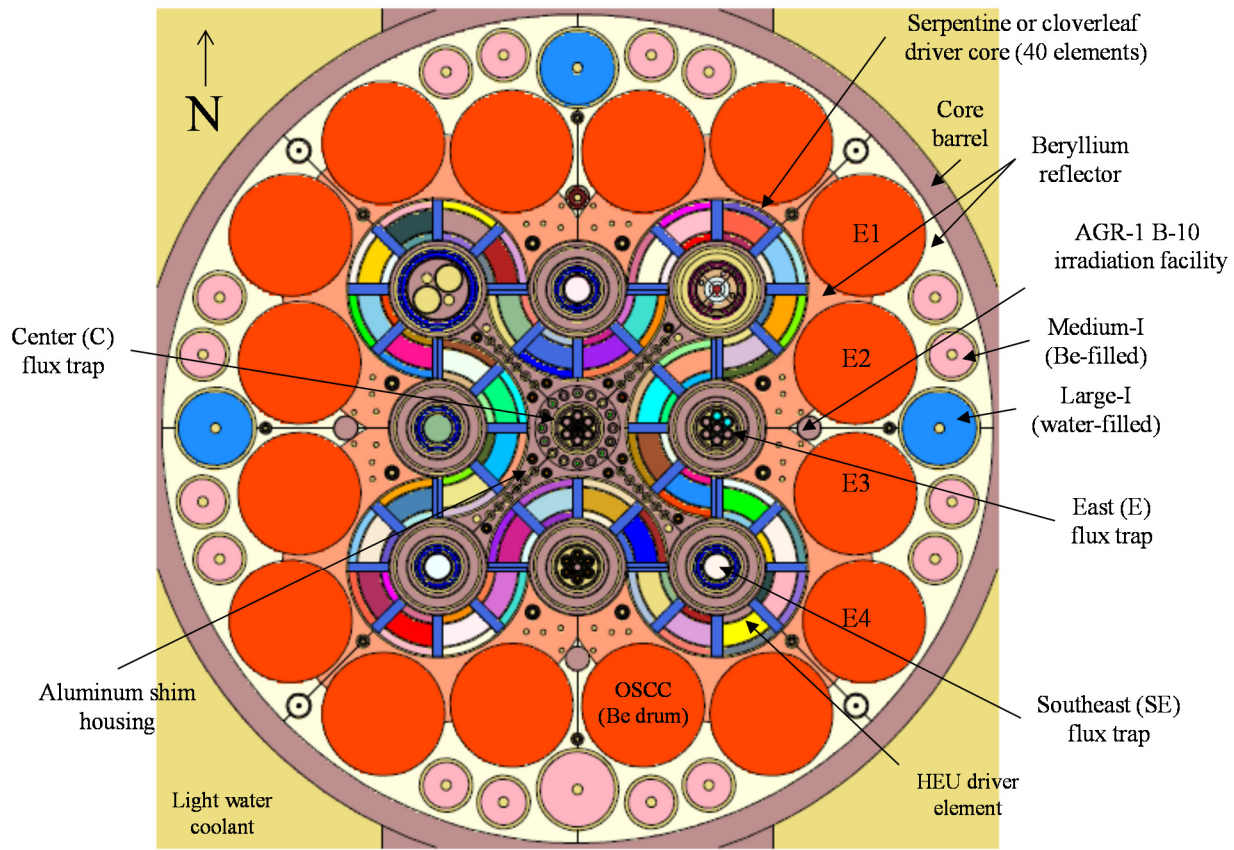 Serpentine or cloverleaf
driver core (40 elements)
N
Core
barrel
Beryllium
reflector
E1
AGR-1 B-10
irradiation facility
Center (C)
flux trap
Medium-I
(Be-filled)
E2
Large-I
(water-filled)
E3
East (E)
flux trap
E4
Aluminum shim
housing
OSCC
(Be drum)
Southeast (SE)
flux trap
Light water
coolant
HEU driver
element